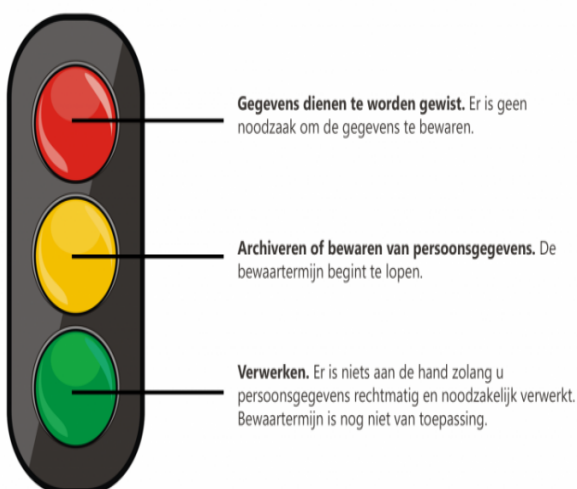 Gegevens dienen te worden gewist. Er is geen
noodzaak om de gegevens te bewaren.
Archiveren of bewaren van persoonsgegevens. De
bewaartermijn begint te lopen.
Verwerken. Er is niets aan de hand zolang u
persoonsgegevens rechtmatig en noodzakelijk verwerkt.
Bewaartermijn is nog niet van toepassing.